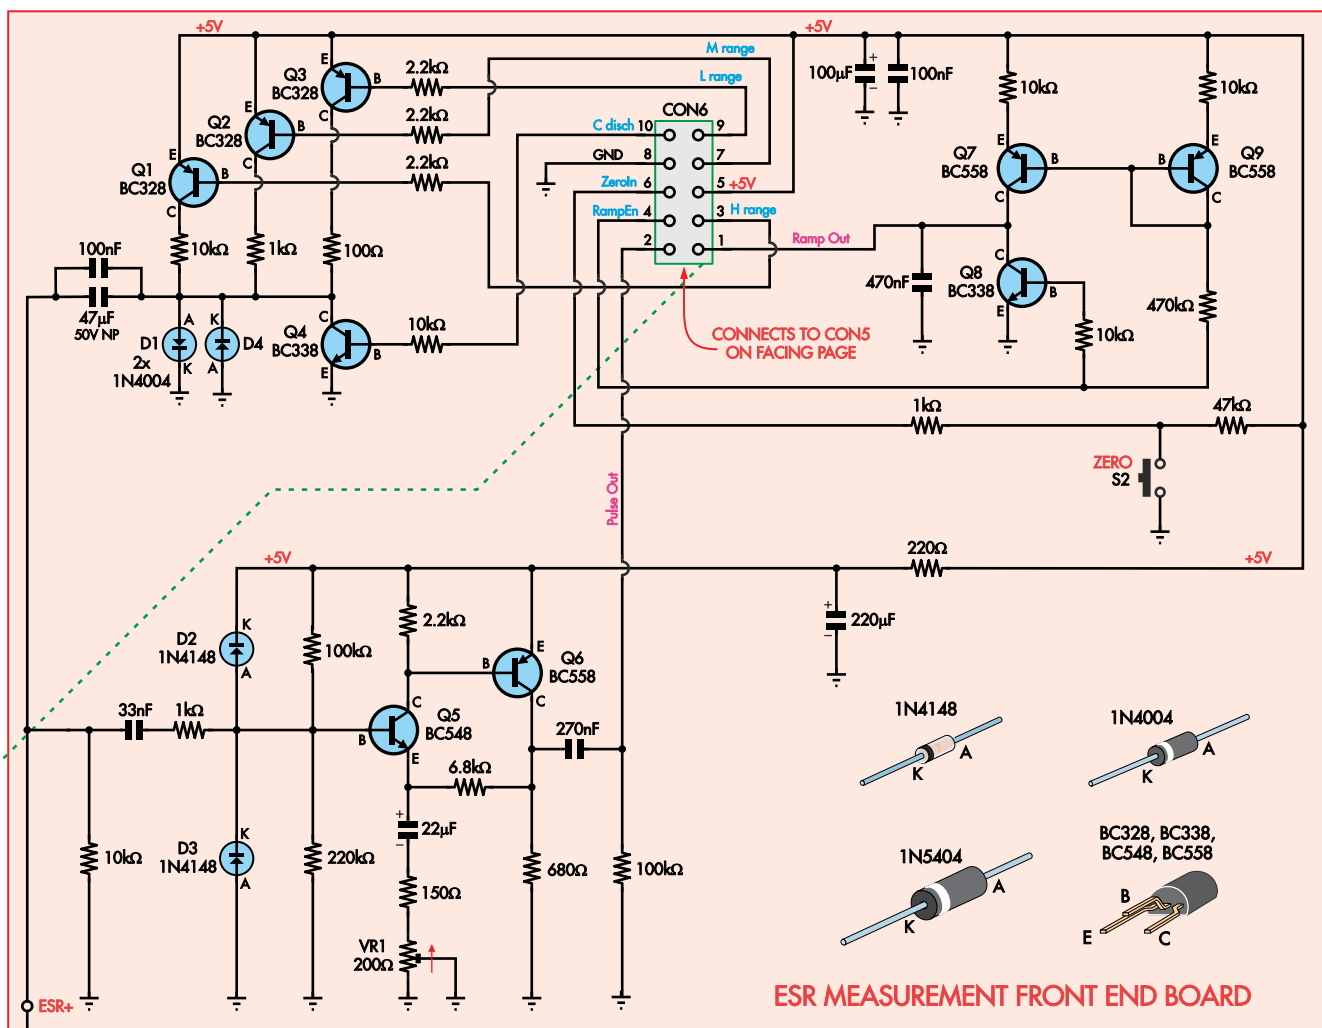 +5V
+5V
M range
L range
E
Q3
BC328
B
2.2kΩ
C
100µF
+
−
100nF
10kΩ
10kΩ
E
Q2
BC328
B
2.2kΩ
C
CON6
C disch
10
9
GND
8
7
ZeroIn
6
5
+5V
RampEn
4
3
H range
2
1
Ramp Out
E
Q1
BC328
B
2.2kΩ
C
E
Q7
BC558
B
C
E
B
Q9
BC558
C
100nF
10kΩ
1kΩ
100Ω
47µF
50V NP
A
D1
K
2x
1N4004
K
D4
A
C
Q4
BC338
B
E
10kΩ
CONNECTS TO CON5
ON FACING PAGE
470nF
C
Q8
BC338
B
E
10kΩ
470kΩ
1kΩ
47kΩ
ZERO
S2
Pulse Out
+5V
220Ω
+5V
+
−
220µF
K
D2
1N4148
A
100kΩ
2.2kΩ
B
E
Q6
BC558
C
33nF
1kΩ
C
Q5
BC548
B
E
270nF
6.8kΩ
+
−
22µF
10kΩ
K
D3
1N4148
A
220kΩ
150Ω
680Ω
100kΩ
VR1
200Ω
ESR+
1N4148
K
A
1N4004
K
A
1N5404
K
A
BC328, BC338,
BC548, BC558
B
E
C
ESR MEASUREMENT FRONT END BOARD